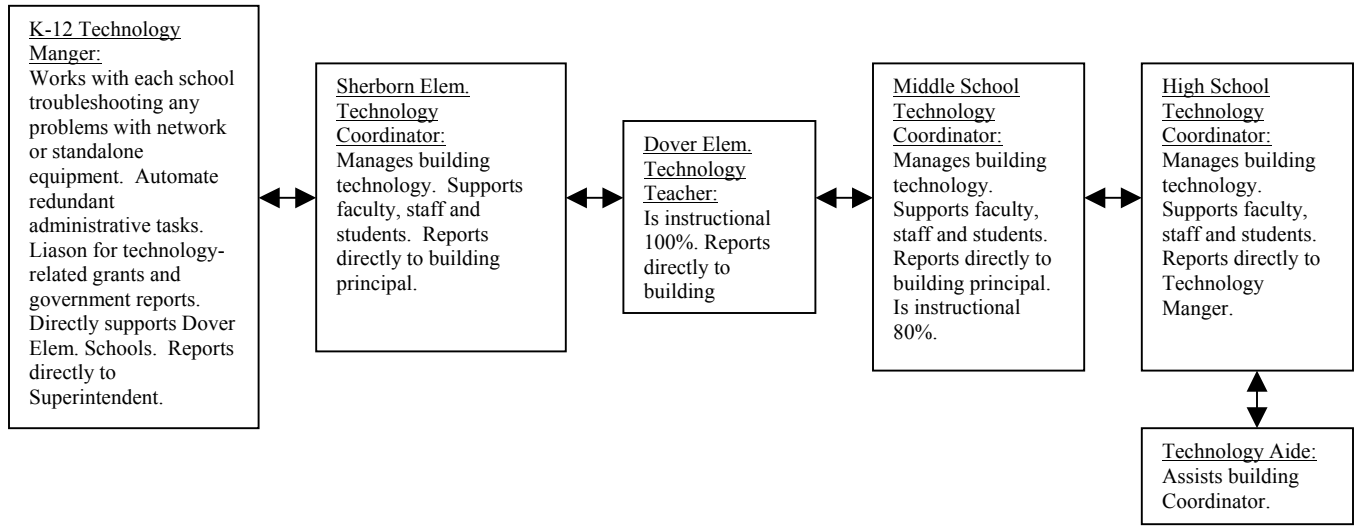 K-12 Technology
Manger:
Works with each school
troubleshooting any
problems with network
or standalone
equipment. Automate
redundant
administrative tasks.
Liason for technology-
related grants and
government reports.
Directly supports Dover
Elem. Schools. Reports
directly to
Superintendent.
Sherborn Elem.
Technology
Coordinator:
Manages building
technology. Supports
faculty, staff and
students. Reports
directly to building
principal.
Dover Elem.
Technology
Teacher:
Is instructional
100%. Reports
directly to
building
Middle School
Technology
Coordinator:
Manages building
technology.
Supports faculty,
staff and students.
Reports directly to
building principal.
Is instructional
80%.
High School
Technology
Coordinator:
Manages building
technology.
Supports faculty,
staff and students.
Reports directly to
Technology
Manger.
Technology Aide:
Assists building
Coordinator.